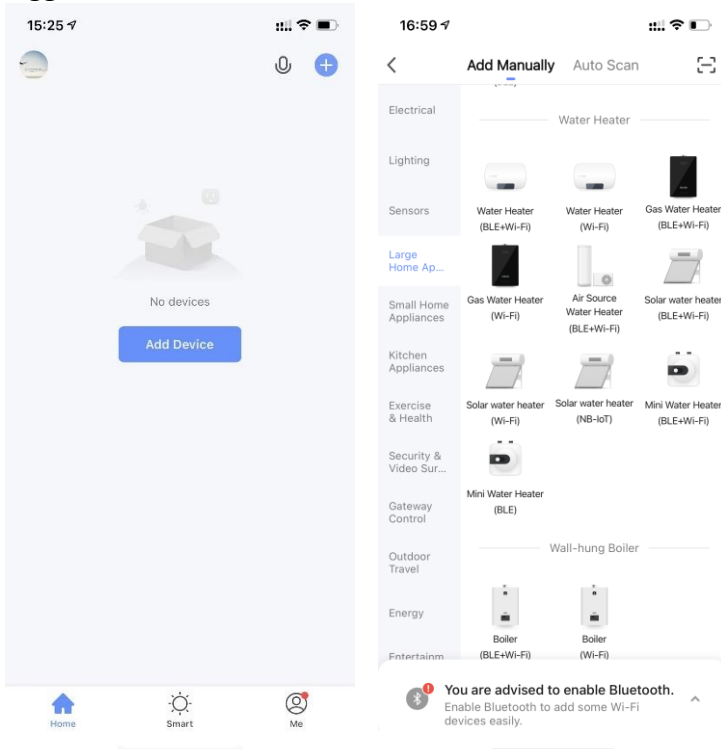 15:25
No devices
Add Device
Home
Smart
Me
16:59
Add Manually
Auto Scan
Electrical
Lighting
Sensors
Large
Home Ap...
Small Home
Appliances
Kitchen
Appliances
Exercise
& Health
Security &
Video Sur...
Gateway
Control
Outdoor
Travel
Energy
Entertainm
Water Heater
Water Heater
(BLE+Wi-Fi)
Water Heater
(Wi-Fi)
Gas Water Heater
(BLE+Wi-Fi)
Gas Water Heater
(Wi-Fi)
Air Source
Water Heater
(BLE+Wi-Fi)
Solar water heater
(BLE+Wi-Fi)
Solar water heater
(Wi-Fi)
Solar water heater
(NB-IoT)
Mini Water Heater
(BLE+Wi-Fi)
Mini Water Heater
(BLE)
Wall-hung Boiler
Boiler
(BLE+Wi-Fi)
Boiler
(Wi-Fi)
You are advised to enable Bluetooth.
Enable Bluetooth to add some Wi-Fi
devices easily.